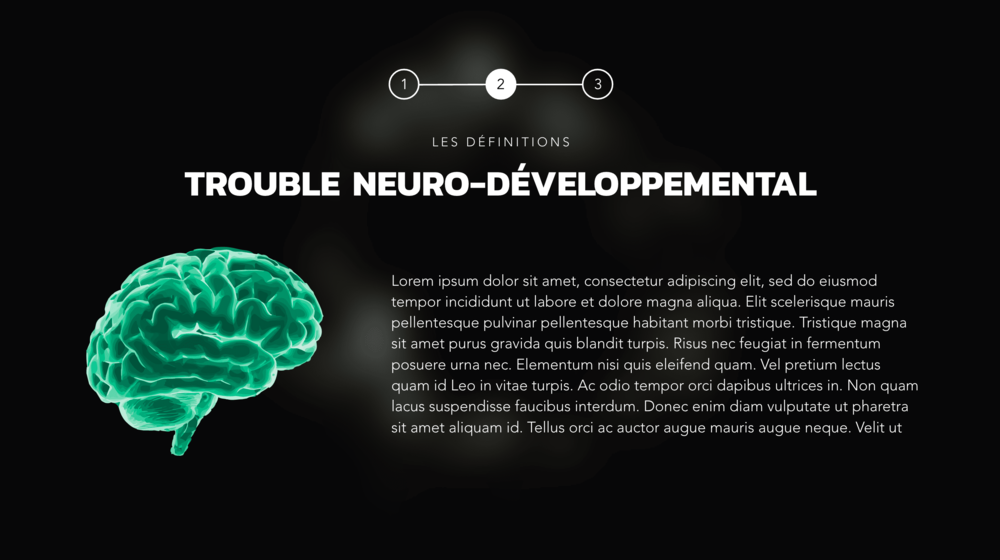 1 2 3
LES DÉFINITIONS
TROUBLE NEURO-DÉVELOPPEMENTAL
Lorem ipsum dolor sit amet, consectetur adipiscing elit, sed do eiusmod
tempor incididunt ut labore et dolore magna aliqua. Elit scelerisque mauris
pellentesque pulvinar pellentesque habitant morbi tristique. Tristique magna
sit amet purus gravida quis blandit turpis. Risus nec feugiat in fermentum
posuere urna nec. Elementum nisi quis eleifend quam. Vel pretium lectus
quam id Leo in vitae turpis. Ac odio tempor orci dapibus ultrices in. Non quam
lacus suspendisse faucibus interdum. Donec enim diam vulputate ut pharetra
sit amet aliquam id. Tellus orci ac auctor augue mauris augue neque. Velit ut